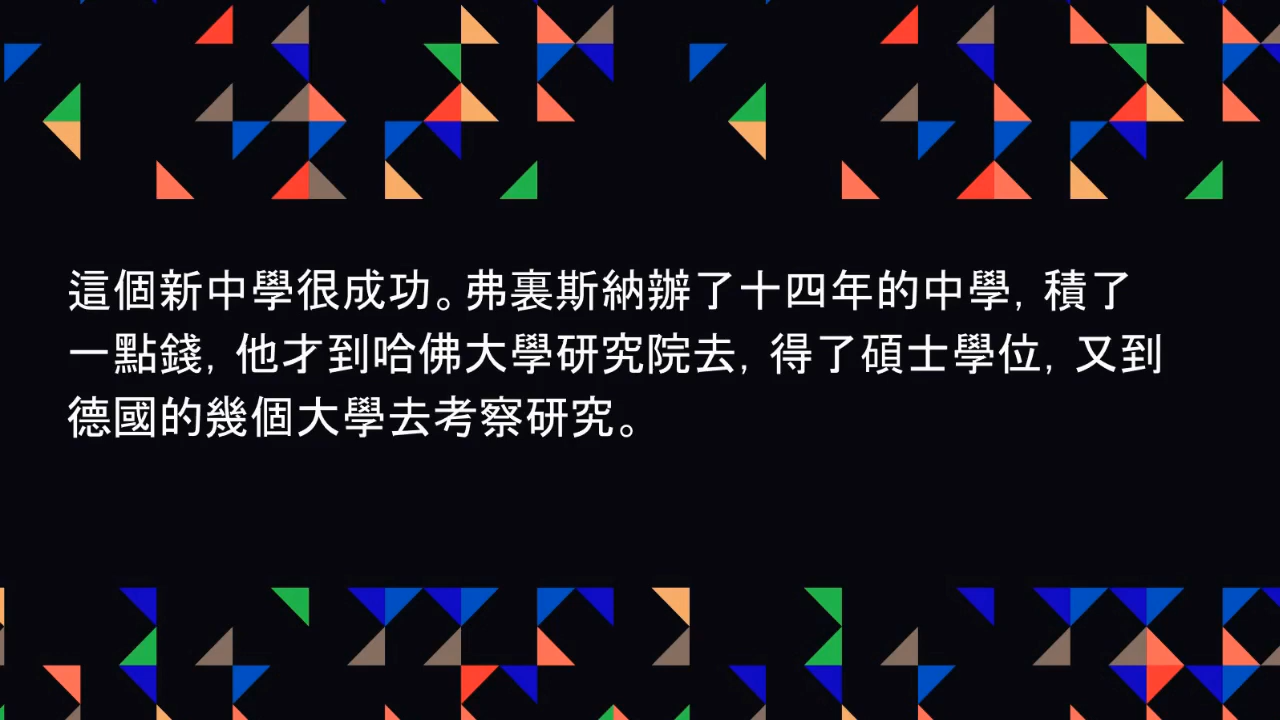 這個新中學很成功。弗裏斯納辦了十四年的中學, 積了
一點錢, 他才到哈佛大學研究院去, 得了碩士學位, 又到
德國的幾個大學去考察研究。